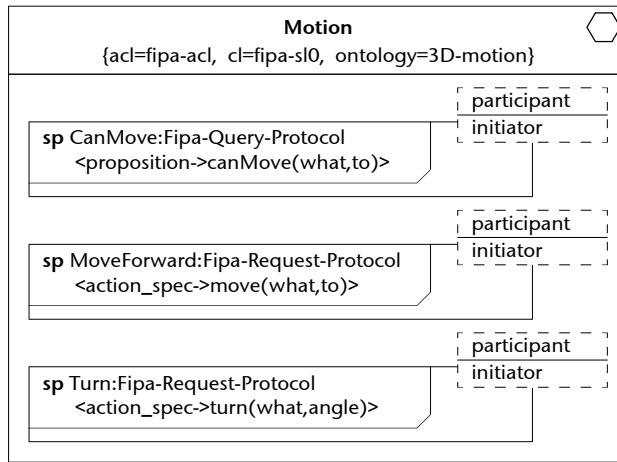 Motion
{acl=fipa-acl, cl=fipa-sl0, ontology=3D-motion}
participant
initiator
sp CanMove:Fipa-Query-Protocol
<proposition->canMove(what,to)>
participant
initiator
sp MoveForward:Fipa-Request-Protocol
<action_spec->move(what,to)>
participant
initiator
sp Turn:Fipa-Request-Protocol
<action_spec->turn(what,angle)>